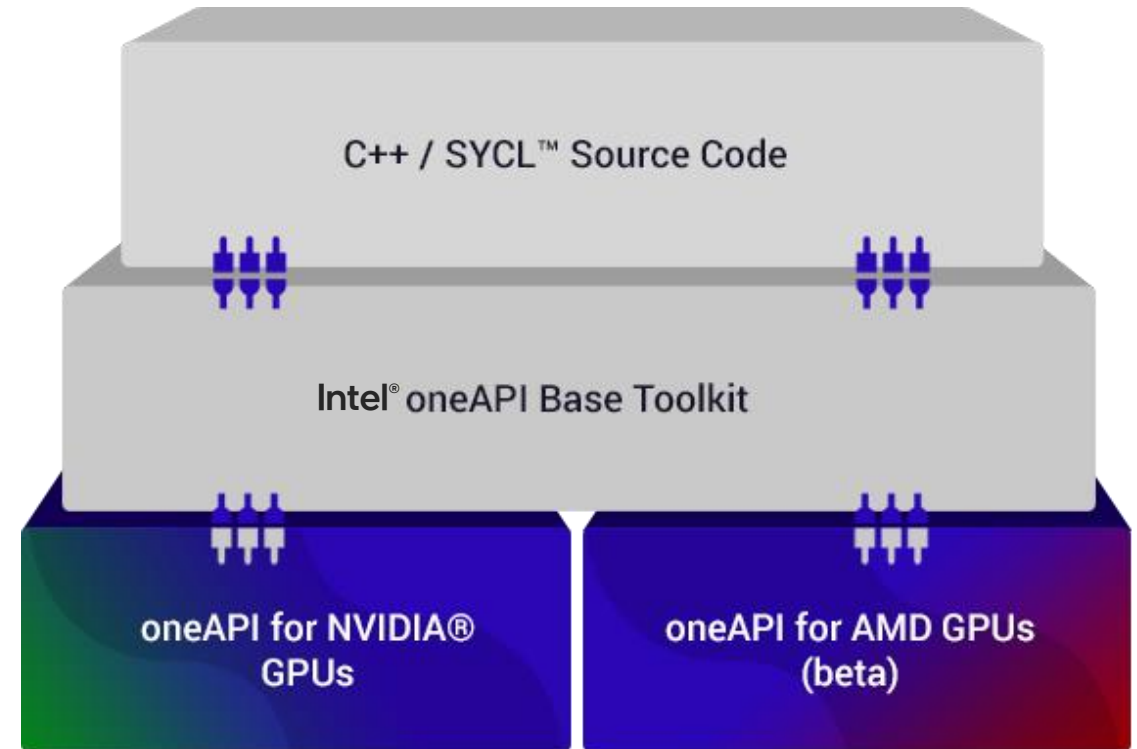 C++ / SYCL™ Source Code
Intel® oneAPI Base Toolkit
oneAPI for NVIDIA®
GPUs
oneAPI for AMD GPUs
(beta)